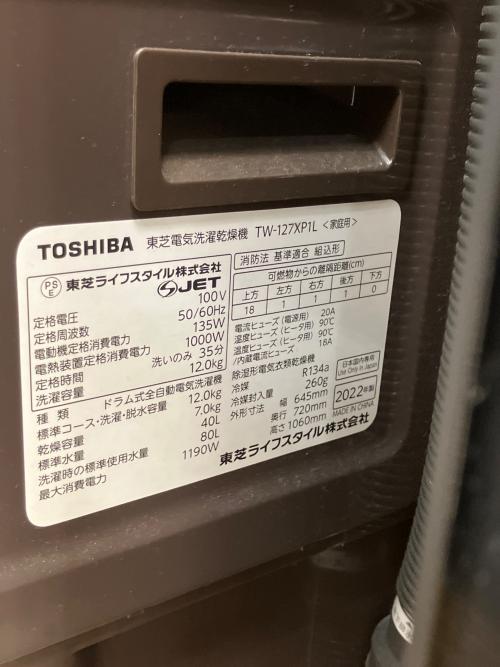 TOSHIBA 東芝電気洗濯乾燥機 TW-127XP1L <家庭用>
PS E 東芝ライフスタイル株式会社
JET
定格電圧 100V
定格周波数 50/60Hz
電動機定格消費電力 135W
電熱装置定格消費電力 1000W
定格時間 洗いのみ 35分
洗濯容量 12.0kg
種類 ドラム式全自動電気洗濯機
標準コース・洗濯・脱水容量 12.0kg
乾燥容量 7.0kg
標準水量 40L
洗濯時の標準使用水量 80L
最大消費電力 1190W
消防法 基準適合 組込形
可燃物からの離隔距離(cm)
上方 左方 右方 後方 下方
18 1 1 1 0
電流ヒューズ(電源用) 20A
温度ヒューズ(ヒータ用) 90℃
温度ヒューズ(ヒータ用) 90℃
/内蔵電流ヒューズ 18A
除湿形電気衣類乾燥機
冷媒 R134a
冷媒封入量 260g
外形寸法 幅 645mm
奥行 720mm
高さ 1060mm
日本国内専用
Use Only in Japan
2022年製
MADE IN CHINA
東芝ライフスタイル株式会社